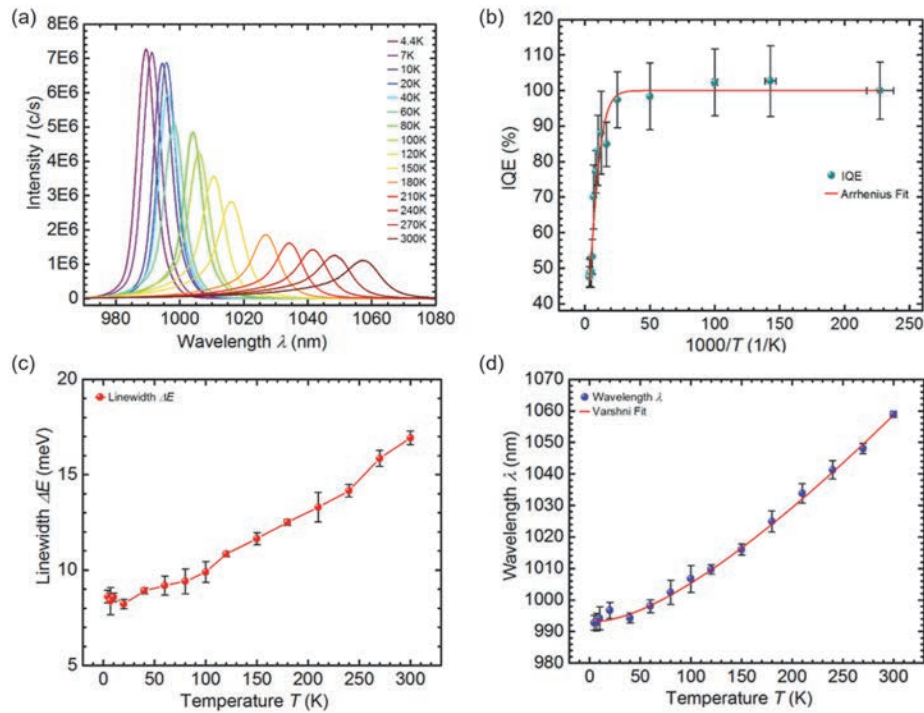 (a)
8E6
7E6
6E6
5E6
4E6
3E6
2E6
1E6
0
Intensity I (c/s)
980 1000 1020 1040 1060 1080
Wavelength λ (nm)
4.4K
7K
10K
20K
40K
60K
80K
100K
120K
150K
180K
210K
240K
270K
300K
(b)
120
110
100
90
80
70
60
50
40
IQE (%)
IQE
Arrhenius Fit
0 50 100 150 200 250
1000/T (1/K)
(c)
20
15
10
5
Linewidth ΔE (meV)
Linewidth ΔE
0 50 100 150 200 250 300
Temperature T (K)
(d)
1070
1060
1050
1040
1030
1020
1010
1000
990
980
Wavelength λ (nm)
Wavelength λ
Varshni Fit
0 50 100 150 200 250 300
Temperature T (K)